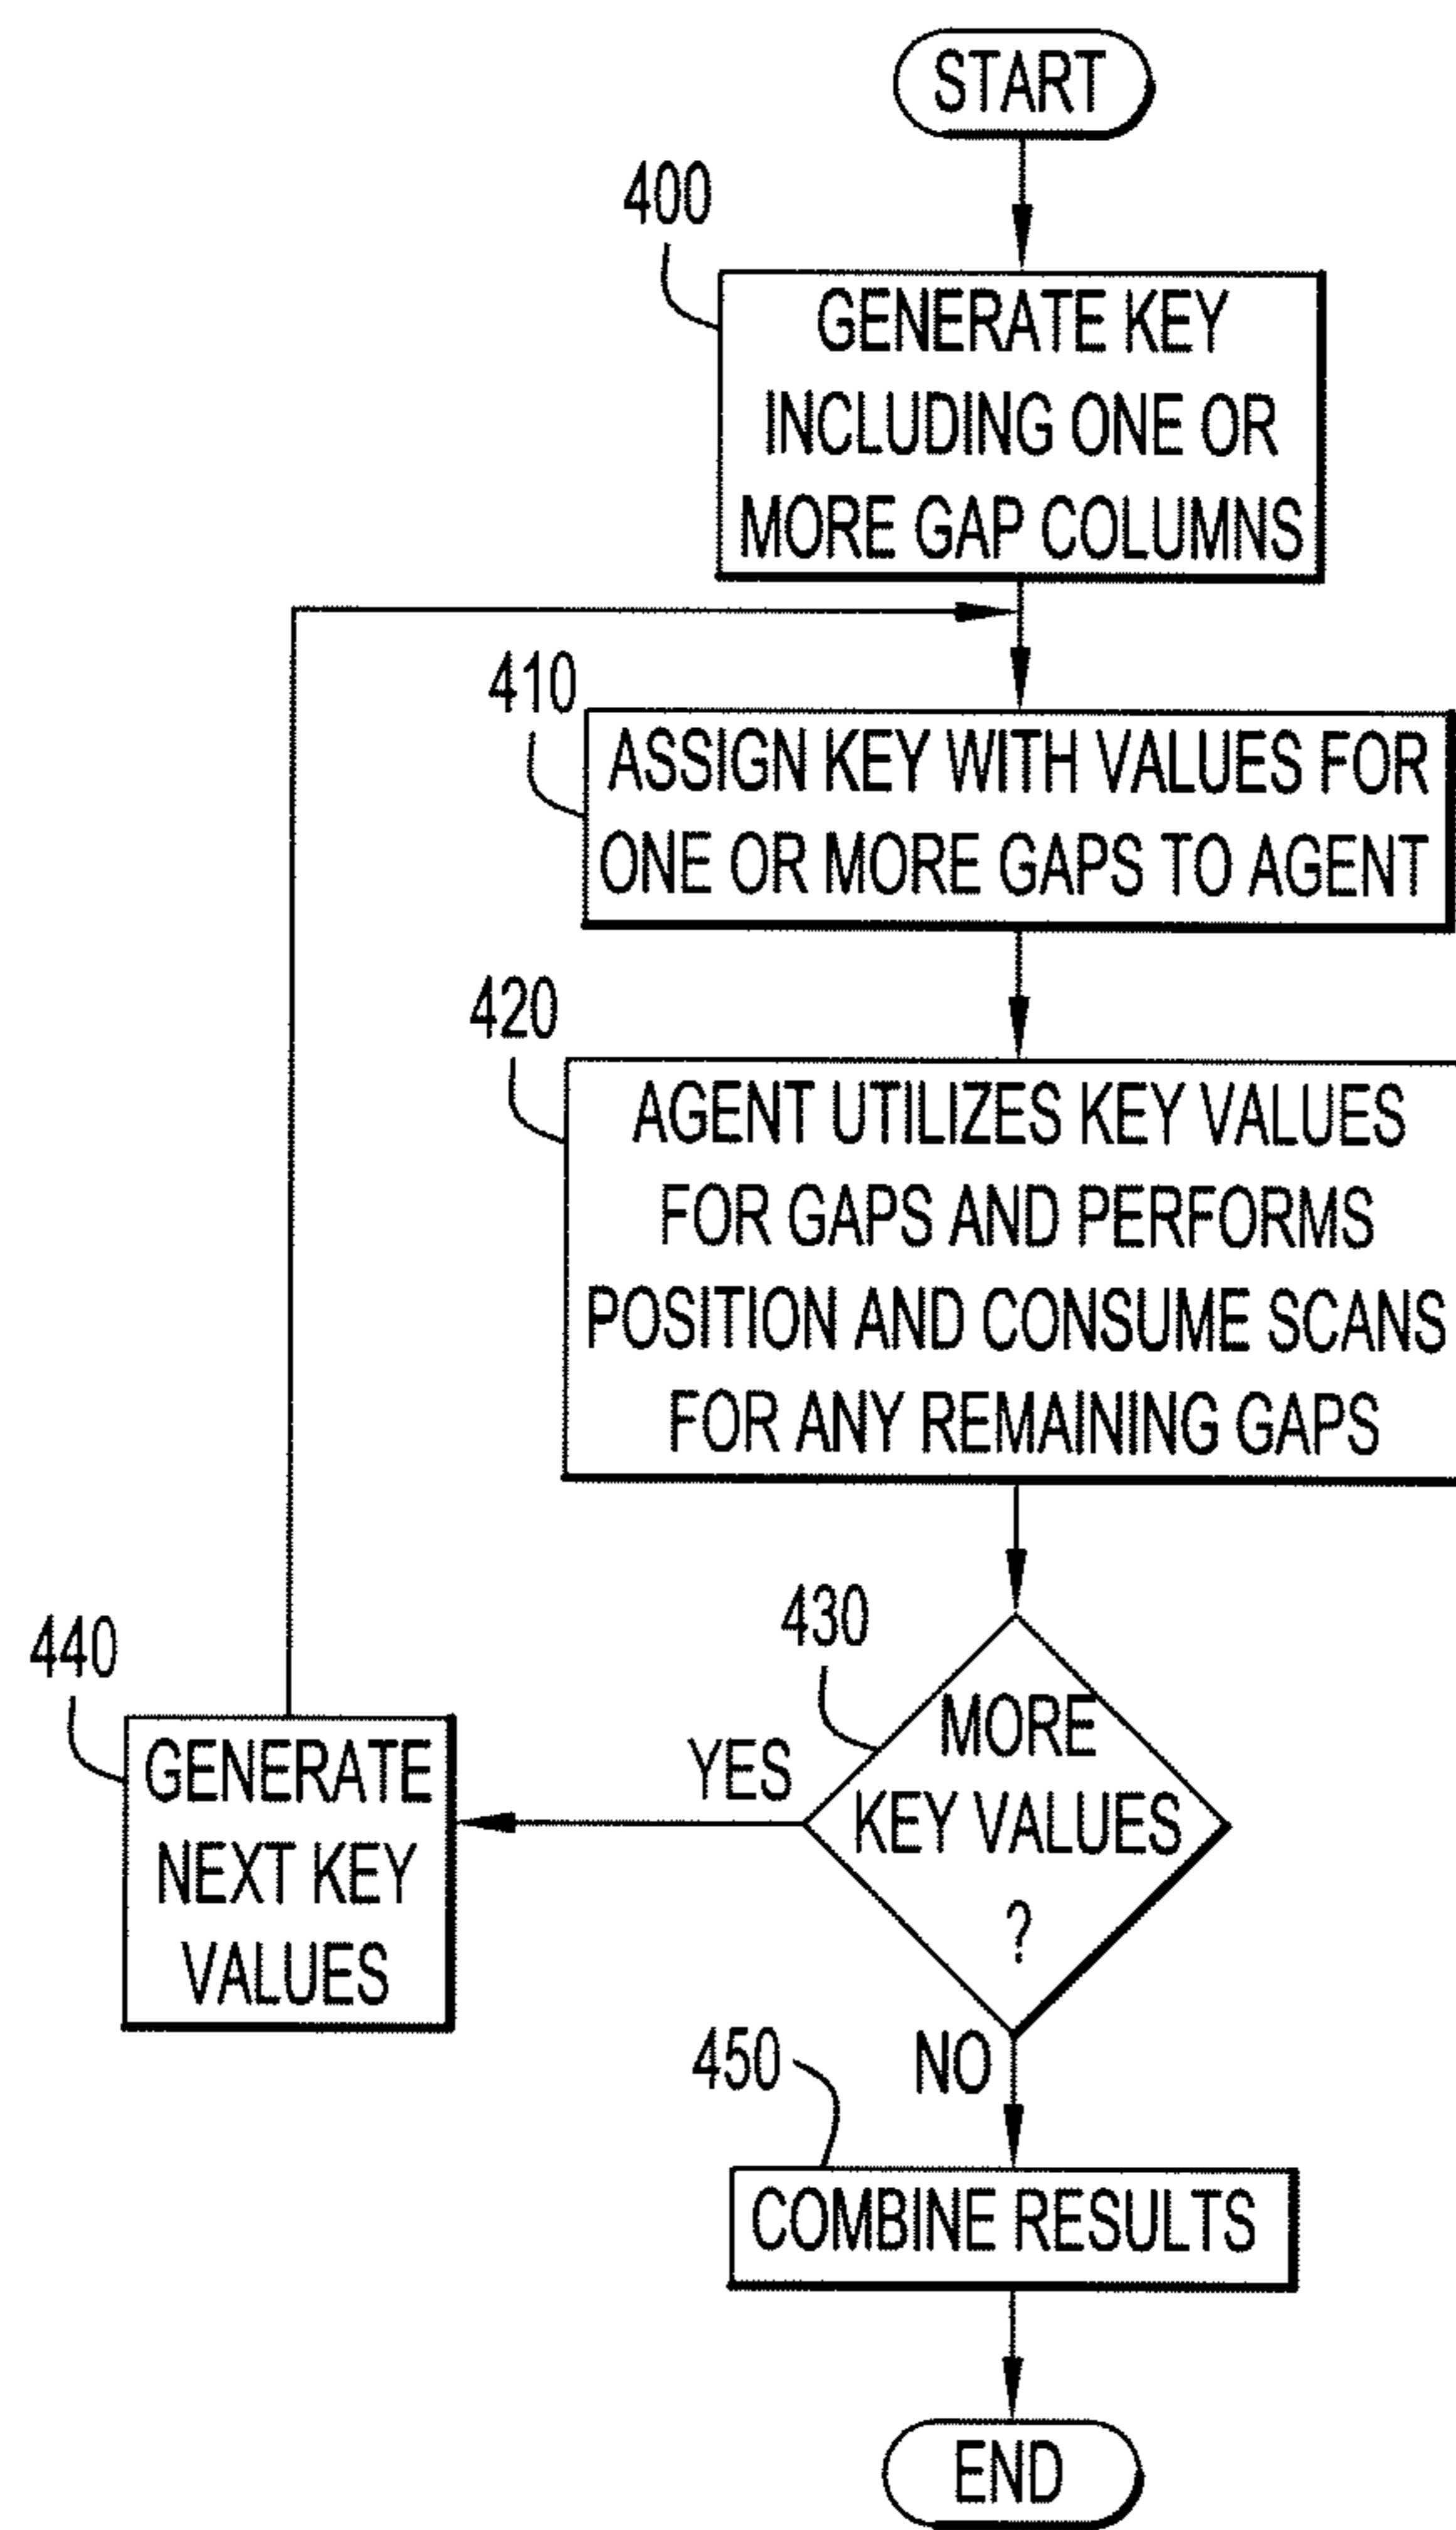 START
400
GENERATE KEY
INCLUDING ONE OR
MORE GAP COLUMNS
410
ASSIGN KEY WITH VALUES FOR
ONE OR MORE GAPS TO AGENT
420
AGENT UTILIZES KEY VALUES
FOR GAPS AND PERFORMS
POSITION AND CONSUME SCANS
FOR ANY REMAINING GAPS
430
MORE
KEY VALUES
?
YES
440
GENERATE
NEXT KEY
VALUES
NO
450
COMBINE RESULTS
END